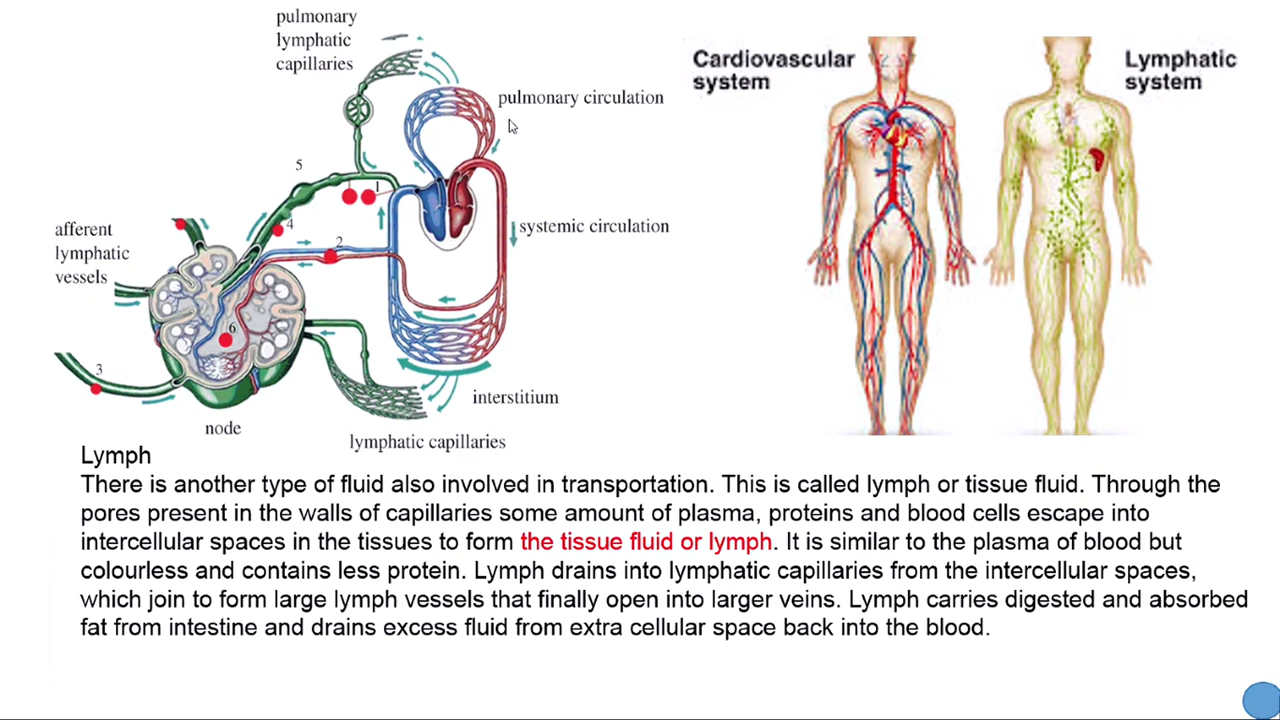 pulmonary
lymphatic
capillaries
pulmonary circulation
5
1
systemic circulation
4
2
afferent
lymphatic
vessels
6
3
interstitium
node
lymphatic capillaries
Cardiovascular
system
Lymphatic
system
Lymph
There is another type of fluid also involved in transportation. This is called lymph or tissue fluid. Through the
pores present in the walls of capillaries some amount of plasma, proteins and blood cells escape into
intercellular spaces in the tissues to form the tissue fluid or lymph. It is similar to the plasma of blood but
colourless and contains less protein. Lymph drains into lymphatic capillaries from the intercellular spaces,
which join to form large lymph vessels that finally open into larger veins. Lymph carries digested and absorbed
fat from intestine and drains excess fluid from extra cellular space back into the blood.